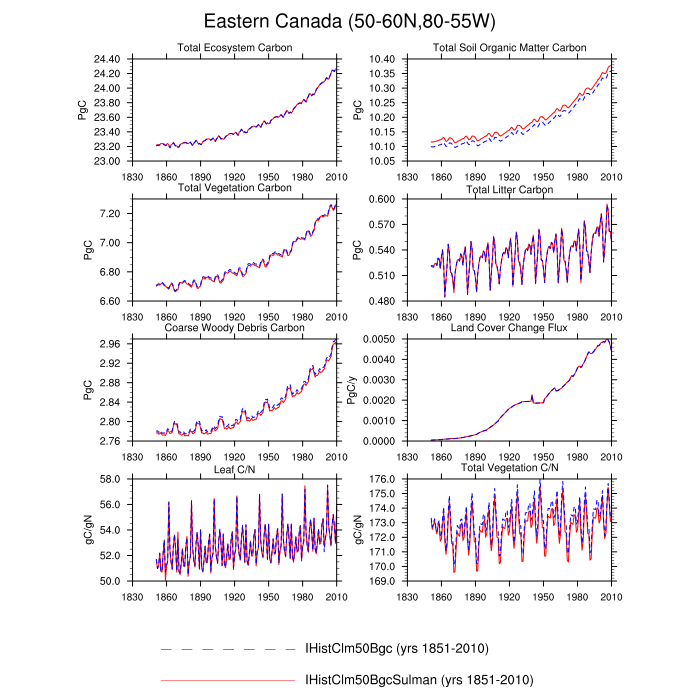 Eastern Canada (50-60N,80-55W)
Total Ecosystem Carbon
Total Soil Organic Matter Carbon
24.40
24.20
24.00
23.80
23.60
23.40
23.20
23.00
PgC
1830 1860 1890 1920 1950 1980 2010
10.40
10.35
10.30
10.25
10.20
10.15
10.10
10.05
PgC
1830 1860 1890 1920 1950 1980 2010
Total Vegetation Carbon
Total Litter Carbon
7.20
7.00
6.80
6.60
PgC
1830 1860 1890 1920 1950 1980 2010
0.600
0.570
0.540
0.510
0.480
PgC
1830 1860 1890 1920 1950 1980 2010
Coarse Woody Debris Carbon
Land Cover Change Flux
2.96
2.92
2.88
2.84
2.80
2.76
PgC
1830 1860 1890 1920 1950 1980 2010
0.0050
0.0040
0.0030
0.0020
0.0010
0.0000
PgC/y
1830 1860 1890 1920 1950 1980 2010
Leaf C/N
Total Vegetation C/N
58.0
56.0
54.0
52.0
50.0
gC/gN
1830 1860 1890 1920 1950 1980 2010
176.0
175.0
174.0
173.0
172.0
171.0
170.0
169.0
gC/gN
1830 1860 1890 1920 1950 1980 2010
IHistClm50Bgc (yrs 1851-2010)
IHistClm50BgcSulman (yrs 1851-2010)